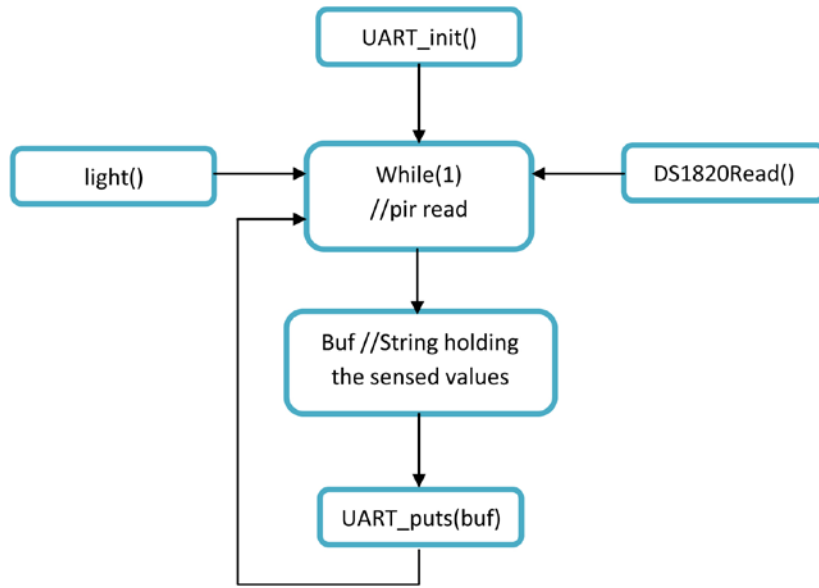 UART_init()
light()
While(1)
//pir read
DS1820Read()
Buf //String holding
the sensed values
UART_puts(buf)